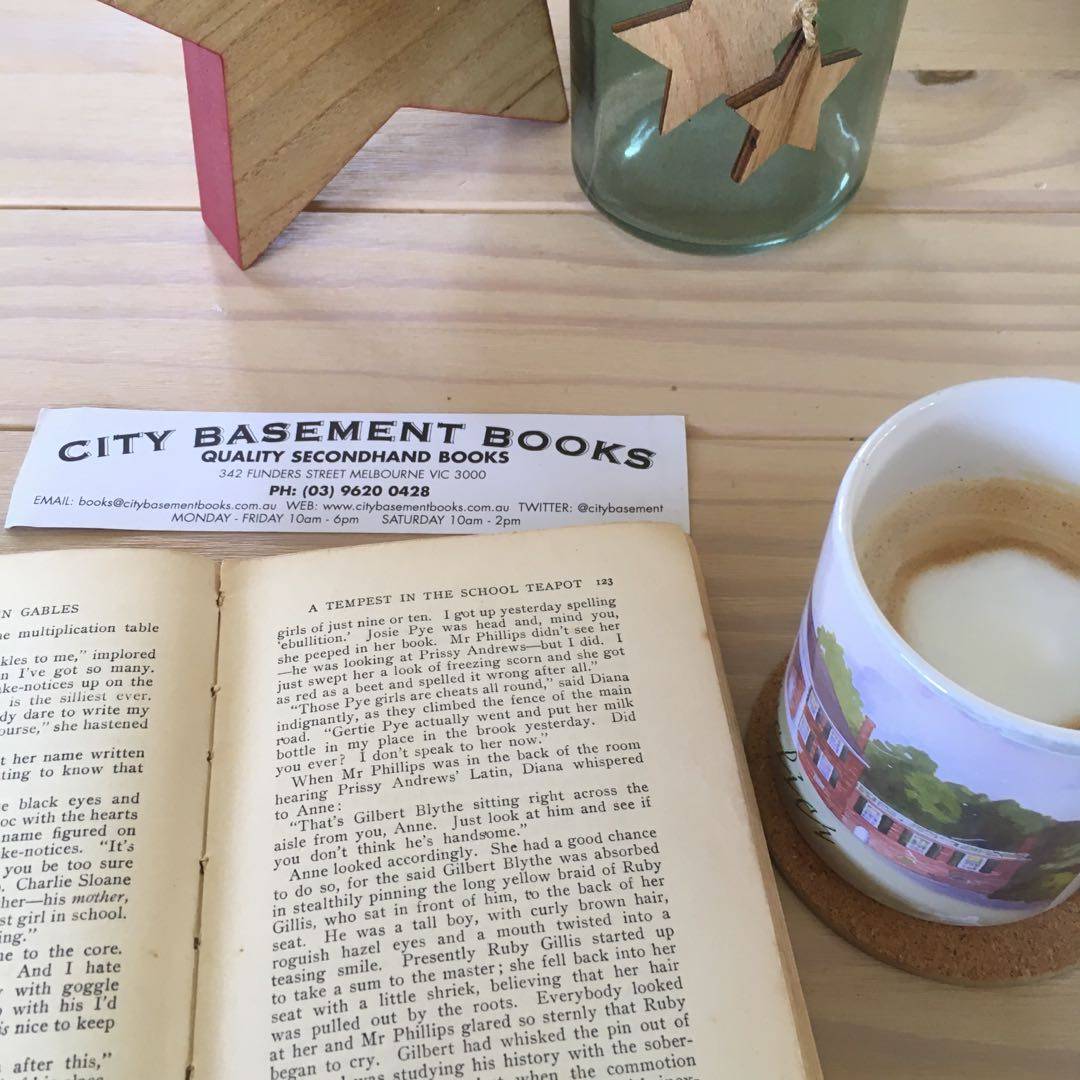 CITY BASEMENT BOOKS
QUALITY SECONDHAND BOOKS
342 FLINDERS STREET MELBOURNE VIC 3000
PH: (03) 9620 0428
EMAIL: books@citybasementbooks.com.au WEB: www.citybasementbooks.com.au TWITTER: @citybasement
MONDAY - FRIDAY 10am - 6pm SATURDAY 10am - 2pm
N GABLES
e multiplication table
kles to me," implored
n I've got so many.
ke-notices up on the
is the silliest ever.
dy dare to write my
ourse," she hastened
t her name written
ting to know that
e black eyes and
oc with the hearts
name figured on
ke-notices. "It's
you be too sure
. Charlie Sloane
her—his mother,
st girl in school.
ing."
ne to the core.
And I hate
with goggle
with his I'd
is nice to keep
after this,"
A TEMPEST IN THE SCHOOL TEAPOT 123
girls of just nine or ten. I got up yesterday spelling
'ebullition.' Josie Pye was head and, mind you,
she peeped in her book. Mr Phillips didn't see her
—he was looking at Prissy Andrews—but I did. I
just swept her a look of freezing scorn and she got
as red as a beet and spelled it wrong after all."
"Those Pye girls are cheats all round," said Diana
indignantly, as they climbed the fence of the main
road. "Gertie Pye actually went and put her milk
bottle in my place in the brook yesterday. Did
you ever? I don't speak to her now."
When Mr Phillips was in the back of the room
hearing Prissy Andrews' Latin, Diana whispered
to Anne:
"That's Gilbert Blythe sitting right across the
aisle from you, Anne. Just look at him and see if
you don't think he's handsome."
Anne looked accordingly. She had a good chance
to do so, for the said Gilbert Blythe was absorbed
in stealthily pinning the long yellow braid of Ruby
Gillis, who sat in front of him, to the back of her
seat. He was a tall boy, with curly brown hair,
roguish hazel eyes and a mouth twisted into a
teasing smile. Presently Ruby Gillis started up
to take a sum to the master; she fell back into her
seat with a little shriek, believing that her hair
was pulled out by the roots. Everybody looked
at her and Mr Phillips glared so sternly that Ruby
began to cry. Gilbert had whisked the pin out of
was studying his history with the sober-
when the commotion